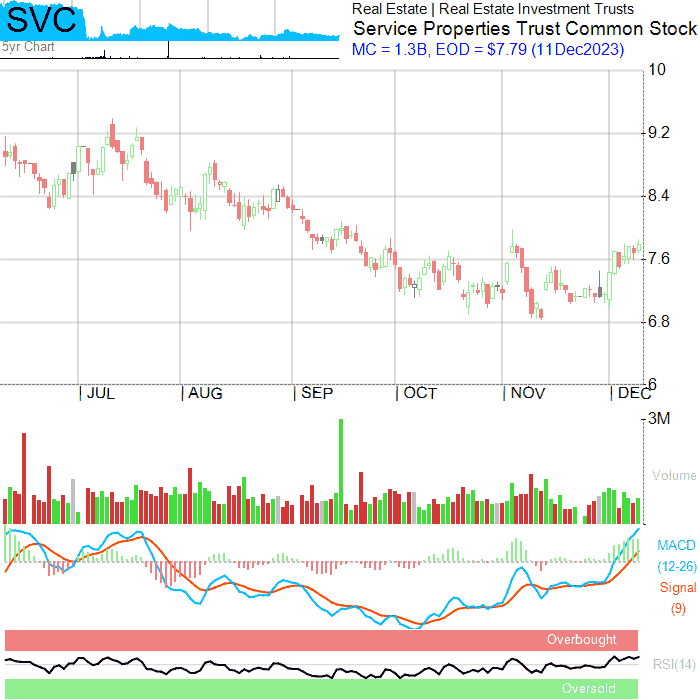 SVC
5yr Chart
Real Estate | Real Estate Investment Trusts
Service Properties Trust Common Stock
MC = 1.3B, EOD = $7.79 (11Dec2023)
10
9.2
8.4
7.6
6.8
6
| JUL
| AUG
| SEP
| OCT
| NOV
| DEC
3M
Volume
MACD
(12-26)
Signal
(9)
Overbought
RSI(14)
Oversold